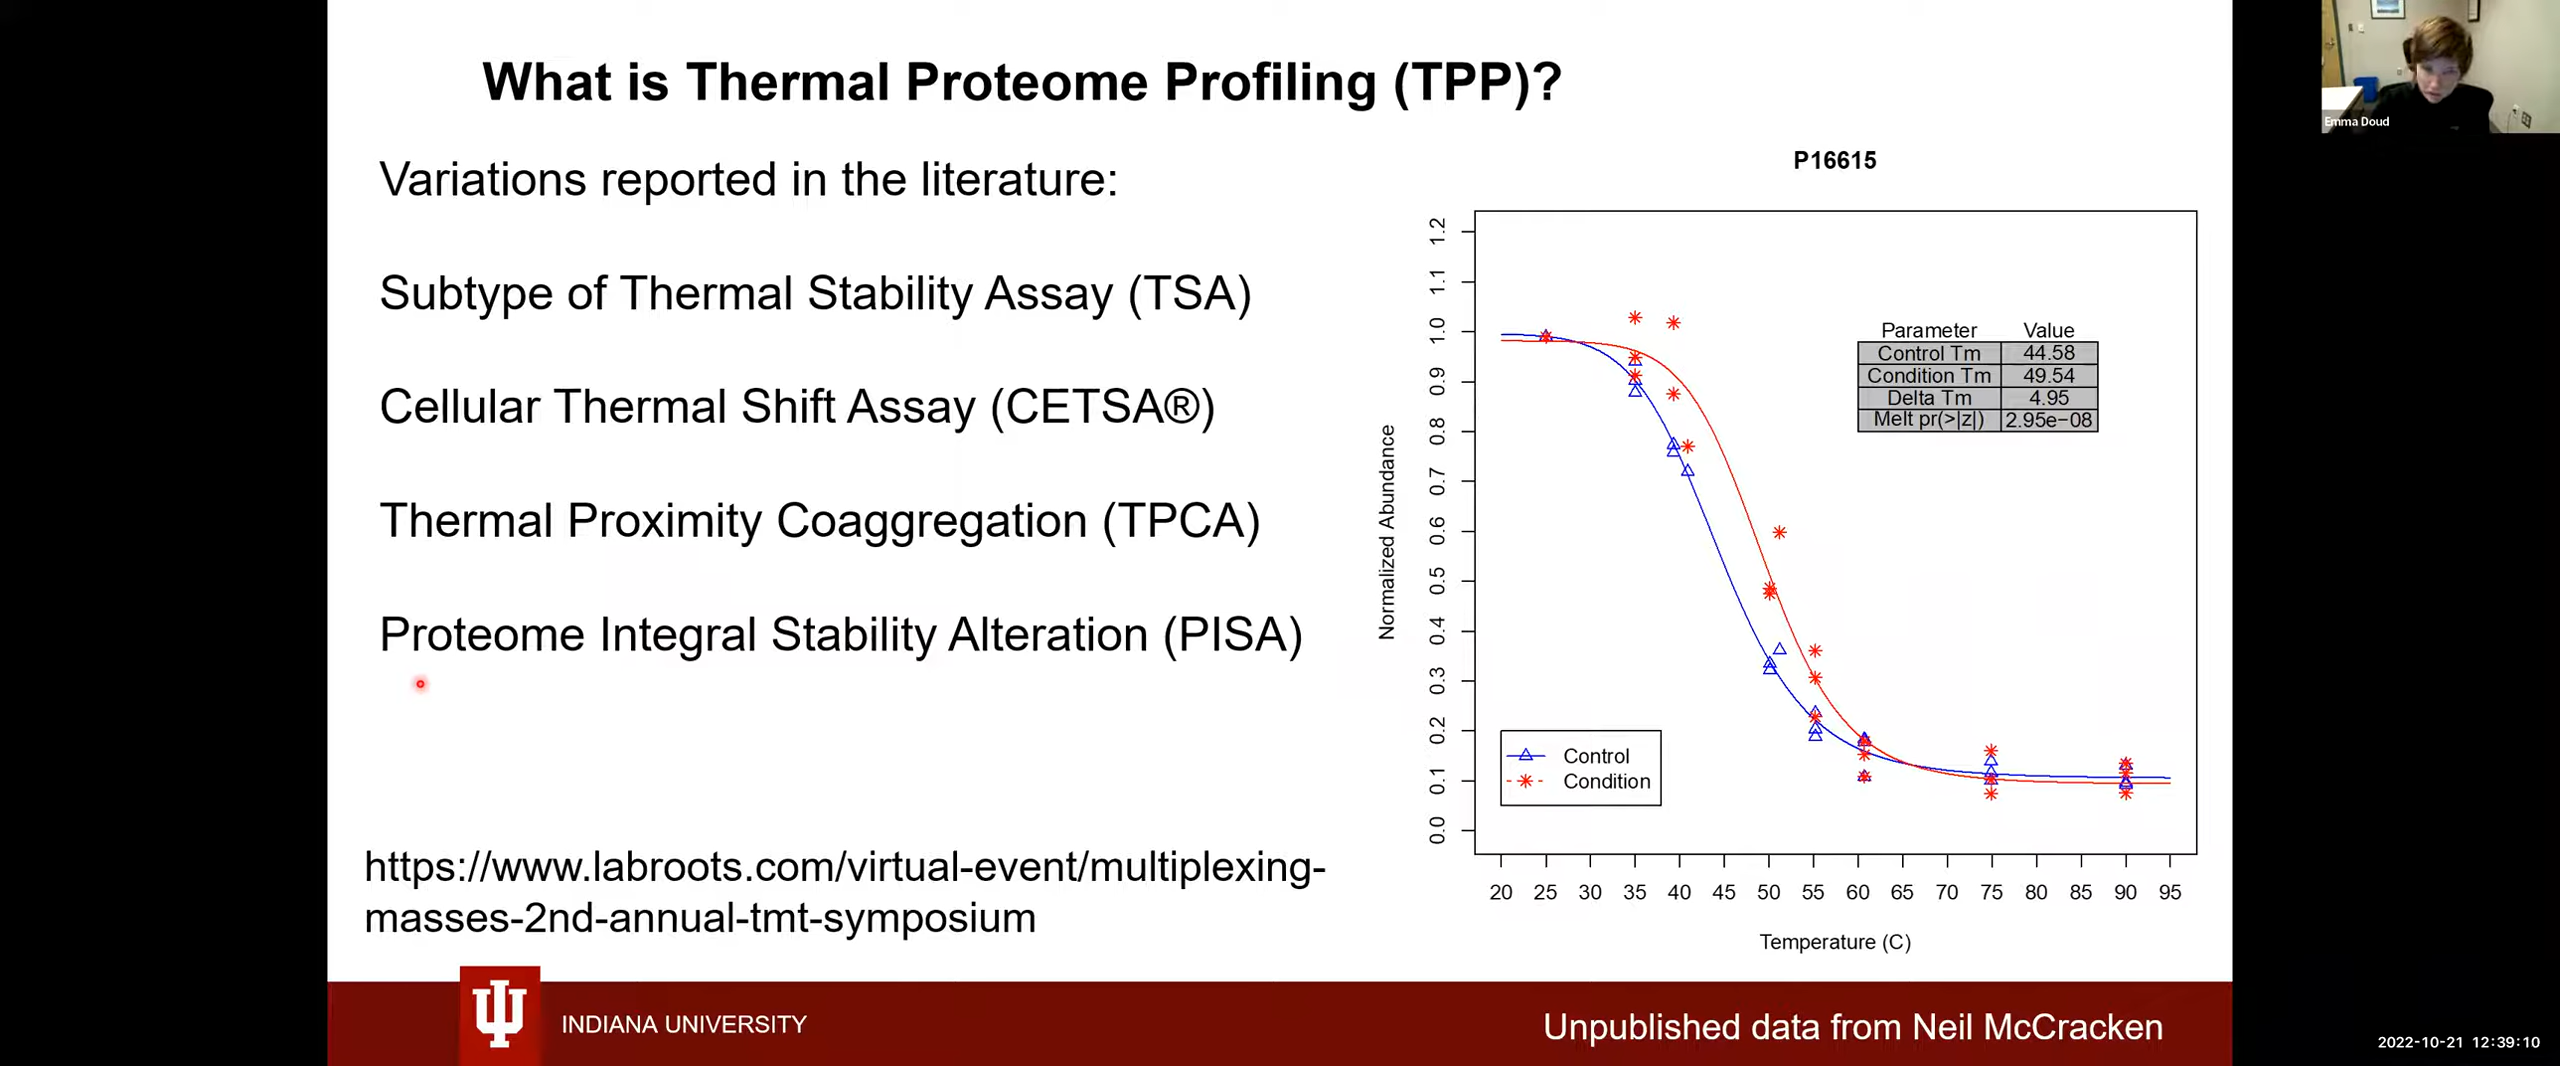 What is Thermal Proteome Profiling (TPP)?
Emma Doud
Variations reported in the literature:
Subtype of Thermal Stability Assay (TSA)
Cellular Thermal Shift Assay (CETSA®)
Thermal Proximity Coaggregation (TPCA)
Proteome Integral Stability Alteration (PISA)
https://www.labroots.com/virtual-event/multiplexing-
masses-2nd-annual-tmt-symposium
P16615
Normalized Abundance
1.2
1.1
1.0
0.9
0.8
0.7
0.6
0.5
0.4
0.3
0.2
0.1
0.0
Parameter Value
Control Tm 44.58
Condition Tm 49.54
Delta Tm 4.95
Melt pr(>|z|) 2.95e−08
Control
Condition
20 25 30 35 40 45 50 55 60 65 70 75 80 85 90 95
Temperature (C)
INDIANA UNIVERSITY
Unpublished data from Neil McCracken
2022-10-21 12:39:10